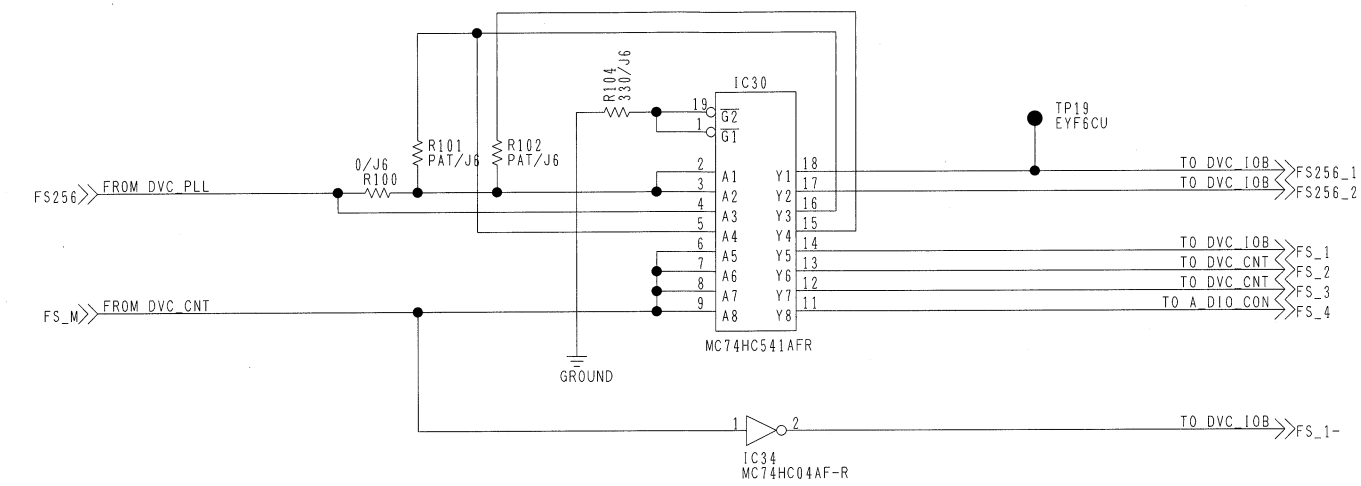 R104
330/J6
IC30
19 G2
1 G1
TP19
EYF6CU
R101
PAT/J6
R102
PAT/J6
0/J6
R100
FS256 FROM DVC_PLL
2 A1 Y1 18 TO DVC_IOB FS256_1
3 A2 Y2 17 TO DVC_IOB FS256_2
4 A3 Y3 16
5 A4 Y4 15
6 A5 Y5 14 TO DVC_IOB FS_1
7 A6 Y6 13 TO DVC_CNT FS_2
8 A7 Y7 12 TO DVC_CNT FS_3
9 A8 Y8 11 TO A_DIO_CON FS_4
FS_M FROM DVC_CNT
MC74HC541AFR
GROUND
1 2 TO DVC_IOB FS_1-
IC34
MC74HC04AF-R